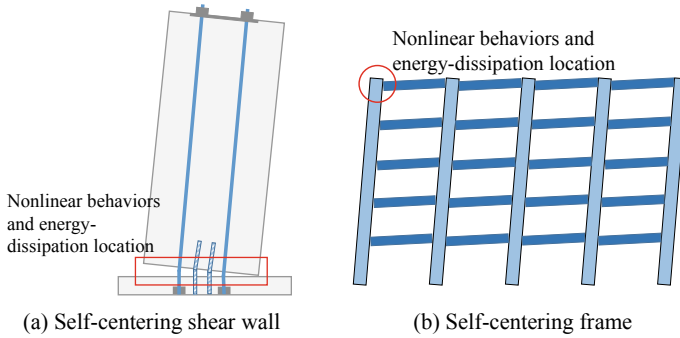 Nonlinear behaviors and
energy-dissipation location
Nonlinear behaviors
and energy-
dissipation location
(a) Self-centering shear wall
(b) Self-centering frame